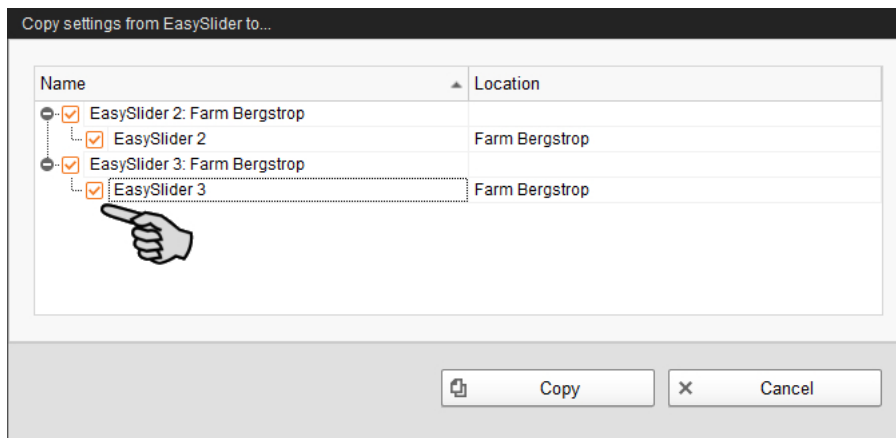 Copy settings from EasySlider to...
Name Location
EasySlider 2: Farm Bergstrop
EasySlider 2 Farm Bergstrop
EasySlider 3: Farm Bergstrop
EasySlider 3 Farm Bergstrop
Copy Cancel